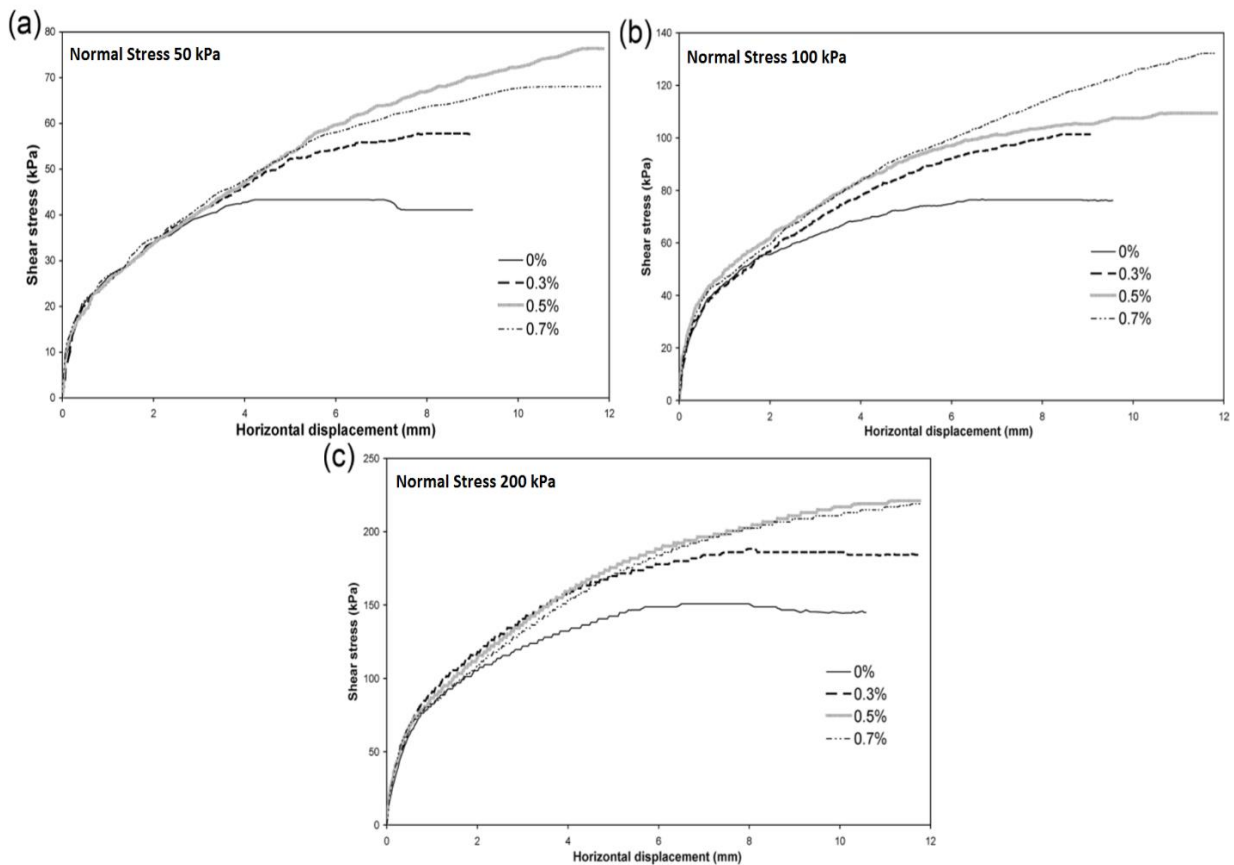 (a)
Normal Stress 50 kPa
80
70
60
50
40
30
20
10
0
Shear stress (kPa)
0 2 4 6 8 10 12
Horizontal displacement (mm)
0%
0.3%
0.5%
0.7%
(b)
Normal Stress 100 kPa
140
120
100
80
60
40
20
0
Shear stress (kPa)
0 2 4 6 8 10 12
Horizontal displacement (mm)
0%
0.3%
0.5%
0.7%
(c)
Normal Stress 200 kPa
250
200
150
100
50
0
Shear stress (kPa)
0 2 4 6 8 10 12
Horizontal displacement (mm)
0%
0.3%
0.5%
0.7%